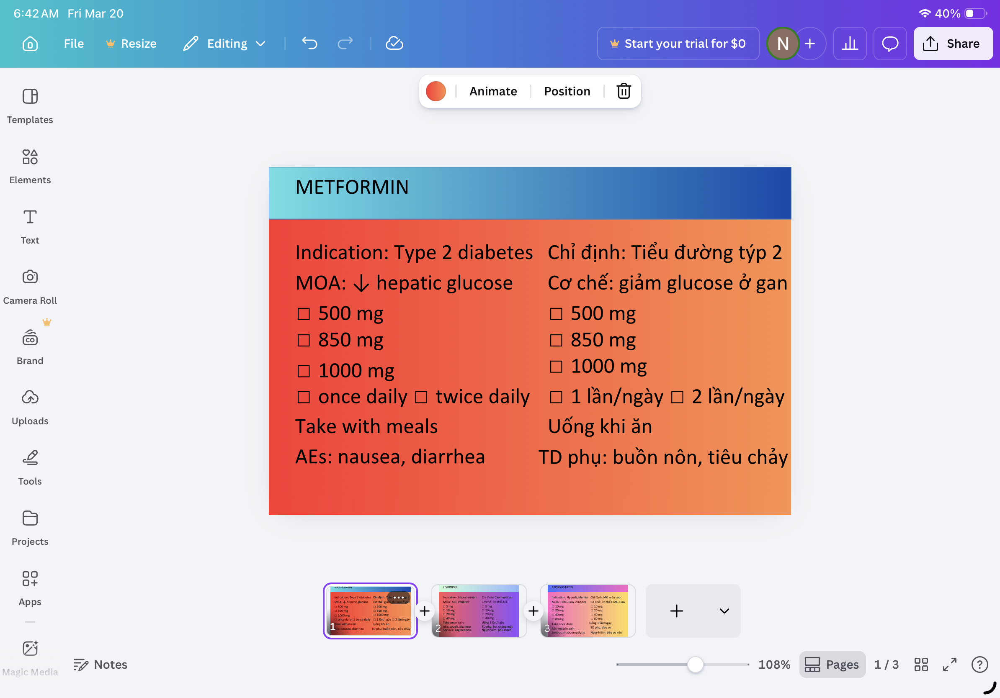 6:42 AM Fri Mar 20
40%
File
Resize
Editing
Start your trial for $0
N
Share
Animate
Position
Templates
Elements
Text
Camera Roll
Brand
Uploads
Tools
Projects
Apps
Magic Media
METFORMIN
Indication: Type 2 diabetes
MOA: ↓ hepatic glucose
☐ 500 mg
☐ 850 mg
☐ 1000 mg
☐ once daily ☐ twice daily
Take with meals
AEs: nausea, diarrhea
Chỉ định: Tiểu đường týp 2
Cơ chế: giảm glucose ở gan
☐ 500 mg
☐ 850 mg
☐ 1000 mg
☐ 1 lần/ngày ☐ 2 lần/ngày
Uống khi ăn
TD phụ: buồn nôn, tiêu chảy
METFORMIN
Indication: Type 2 diabetes
MOA: ↓ hepatic glucose
☐ 500 mg
☐ 850 mg
☐ 1000 mg
☐ once daily ☐ twice daily
Take with meals
AEs: nausea, diarrhea
Chỉ định:
Cơ chế:
☐ 500 mg
☐ 850 mg
☐ 1000 mg
☐ 1 lần/ngày ☐ 2 lần/ngày
Uống khi ăn
TD phụ: buồn nôn, tiêu chảy
1
LISINOPRIL
Indication: Hypertension
MOA: ACE inhibitor
☐ 5 mg
☐ 10 mg
☐ 20 mg
☐ 40 mg
Take once daily
AEs: cough, dizziness
Serious: angioedema
Chỉ định: Cao huyết áp
Cơ chế: ức chế ACE
☐ 5 mg
☐ 10 mg
☐ 20 mg
☐ 40 mg
Uống 1 lần/ngày
TD phụ: ho, chóng mặt
Nguy hiểm: phù mạch
2
ATORVASTATIN
Indication: Hyperlipidemia
MOA: HMG-CoA inhibitor
☐ 10 mg
☐ 20 mg
☐ 40 mg
☐ 80 mg
Take once daily
AEs: muscle pain
Serious: rhabdomyolysis
Chỉ định: Mỡ máu cao
Cơ chế: ức chế HMG-CoA
☐ 10 mg
☐ 20 mg
☐ 40 mg
☐ 80 mg
Uống 1 lần/ngày
TD phụ: đau cơ
Nguy hiểm: tiêu cơ vân
3
Notes
108%
Pages
1 / 3